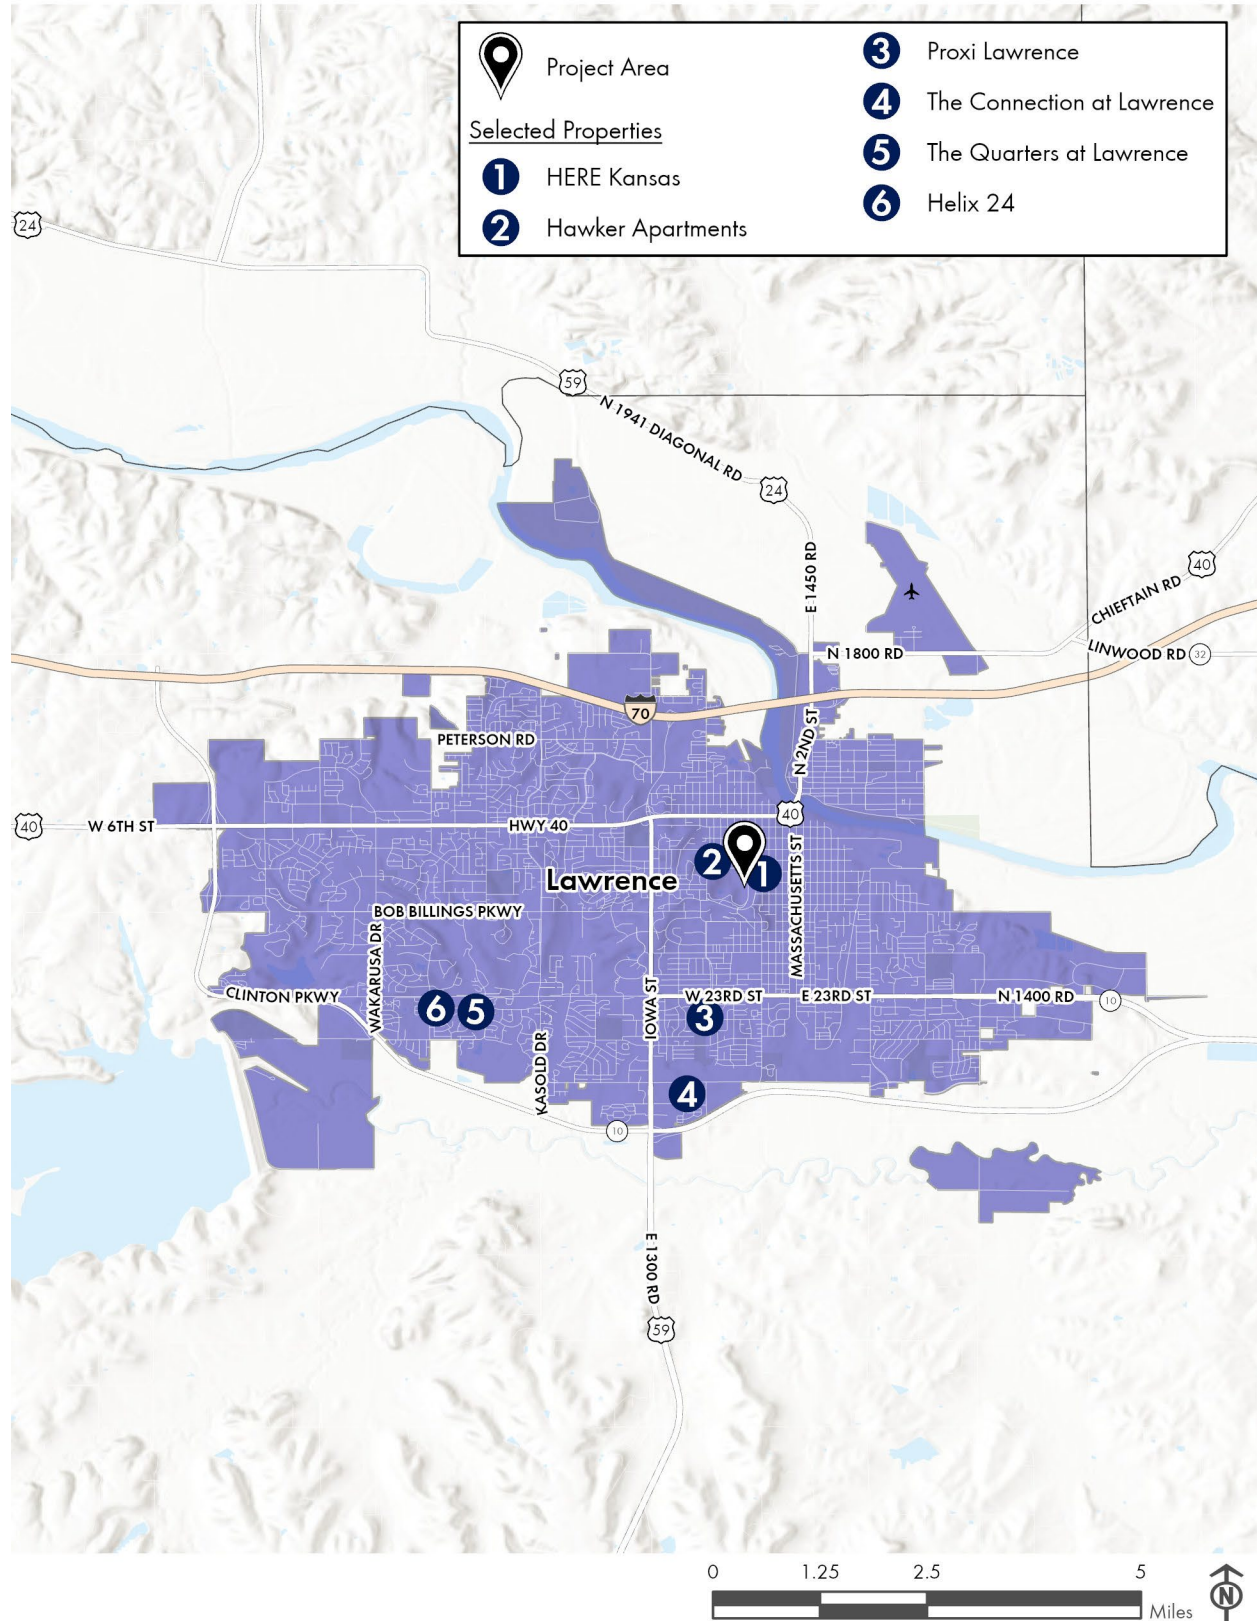 Project Area
Selected Properties
1 HERE Kansas
2 Hawker Apartments
3 Proxi Lawrence
4 The Connection at Lawrence
5 The Quarters at Lawrence
6 Helix 24
24
59
N 1941 DIAGONAL RD
24
E 1450 RD
40
CHIEFTAIN RD
N 1800 RD
LINWOOD RD
32
70
PETERSON RD
N 2ND ST
40
W 6TH ST
HWY 40
40
2
1
Lawrence
MASSACHUSETTS ST
BOB BILLINGS PKWY
WAKARUSA DR
CLINTON PKWY
6
5
IOWA ST
W 23RD ST
E 23RD ST
N 1400 RD
10
3
KASOLD DR
4
10
E 1300 RD
59
0 1.25 2.5 5
Miles
N